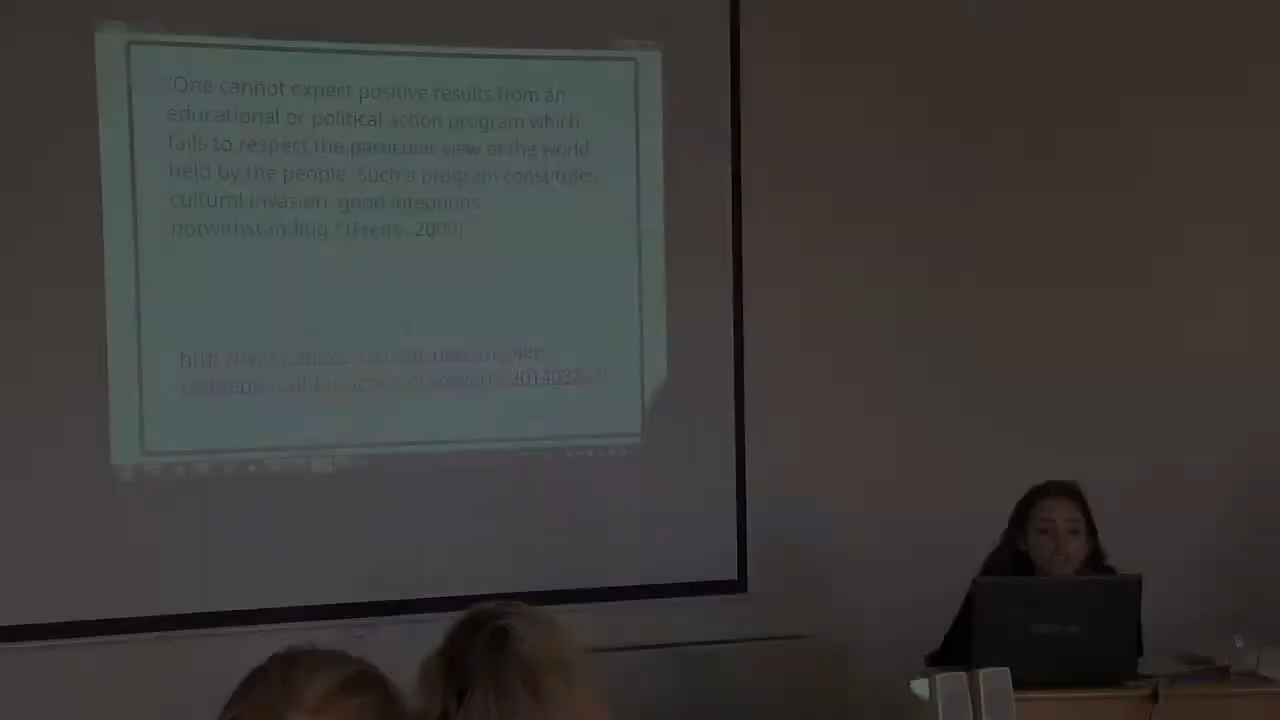 "One cannot expect positive results from an
educational or political action program which
fails to respect the particular view of the world
held by the people. Such a program constitutes
cultural invasion, good intentions
notwithstanding." (Freire, 2000)